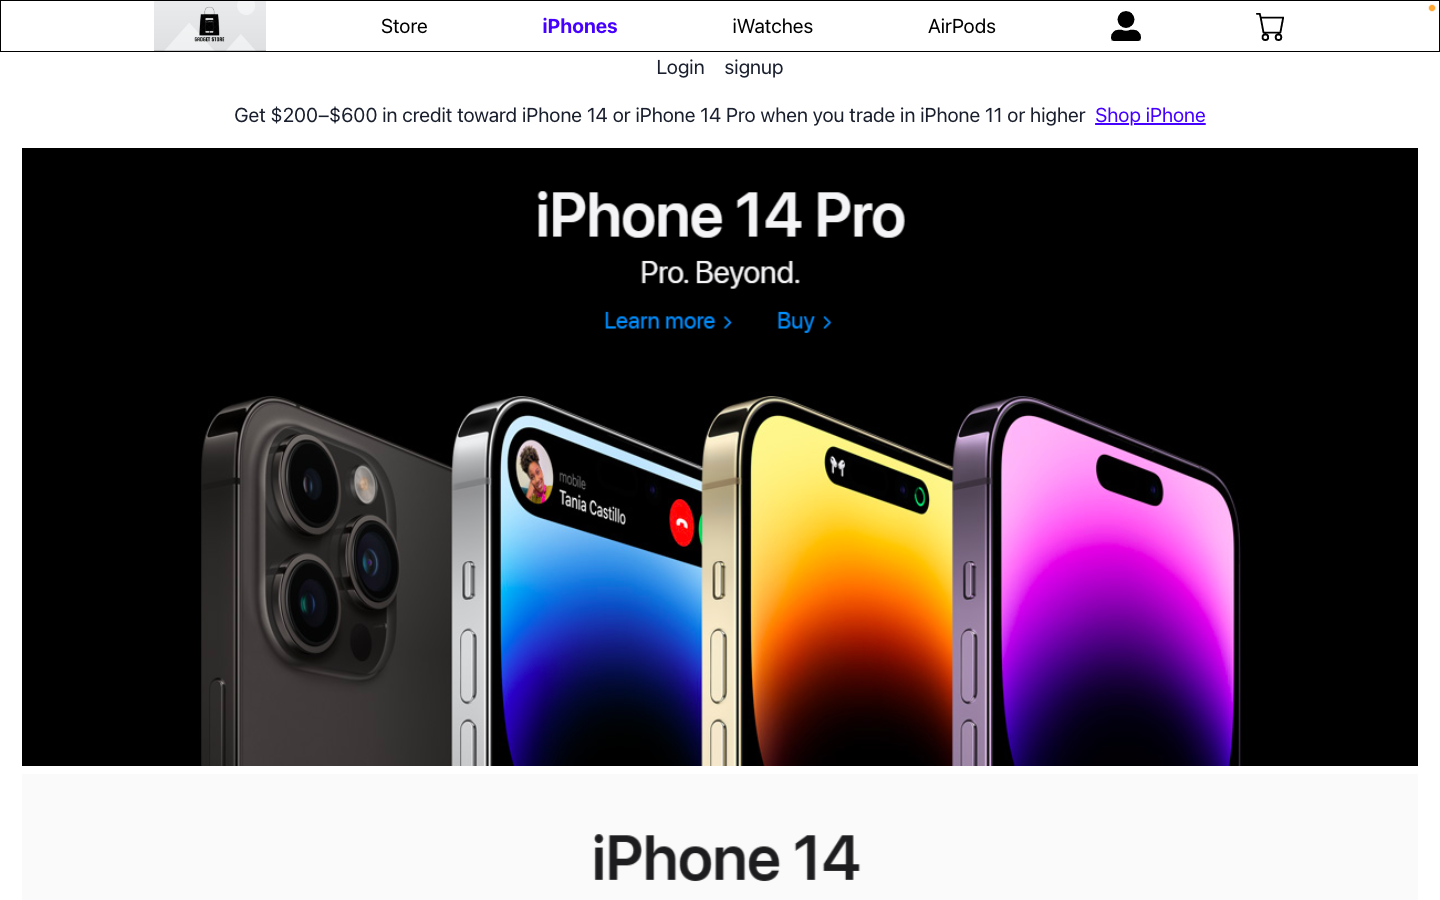 GADGET STORE
Store iPhones iWatches AirPods
Login signup
Get $200–$600 in credit toward iPhone 14 or iPhone 14 Pro when you trade in iPhone 11 or higher Shop iPhone
iPhone 14 Pro
Pro. Beyond.
Learn more > Buy >
mobile
Tania Castillo
iPhone 14